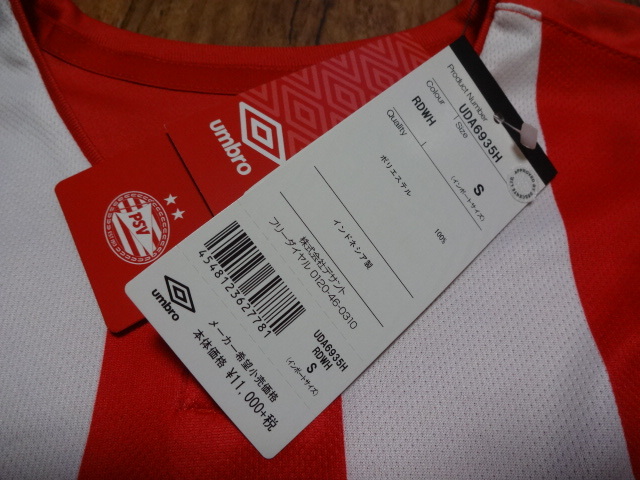 umbro
PSV
Product Number
UDA6935H
Colour
Size
RDWH
S
(インポートサイズ)
Quality
ポリエステル
100%
インドネシア製
株式会社デサント
フリーダイヤル 0120-46-0310
4548123627781
umbro
UDA6935H
RDWH
S
(インポートサイズ)
メーカー希望小売価格
本体価格 ¥11,000+税